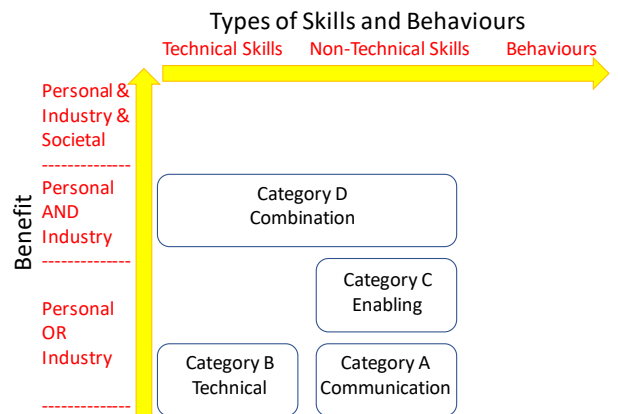 Types of Skills and Behaviours
Technical Skills Non-Technical Skills Behaviours
Personal &
Industry &
Societal
Personal
AND
Industry
Personal
OR
Industry
Benefit
Category D
Combination
Category C
Enabling
Category B
Technical
Category A
Communication